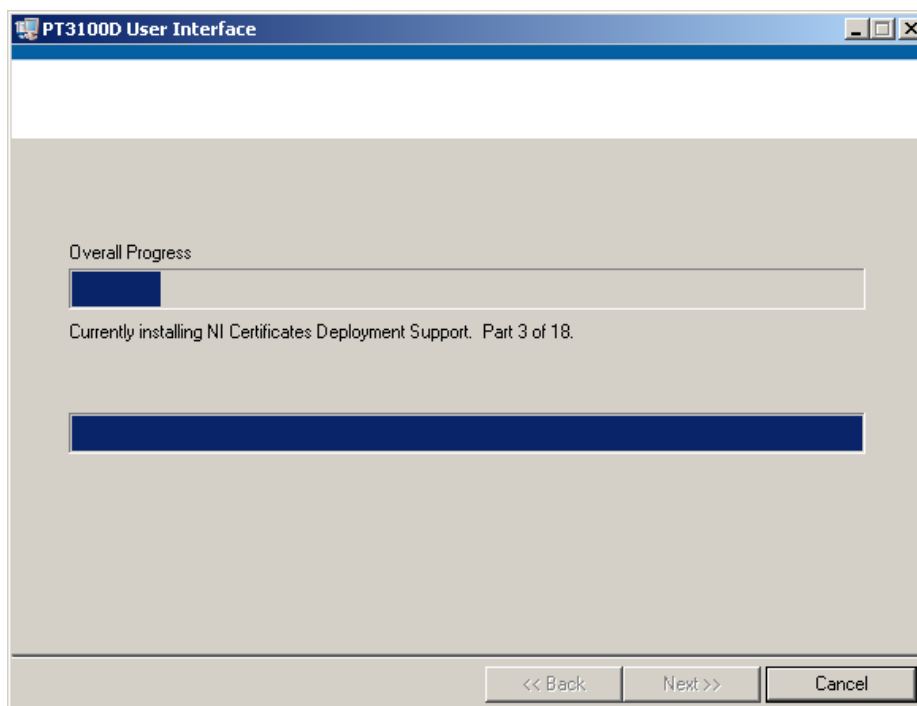 PT3100D User Interface
Overall Progress
Currently installing NI Certificates Deployment Support.  Part 3 of 18.
<< Back
Next >>
Cancel